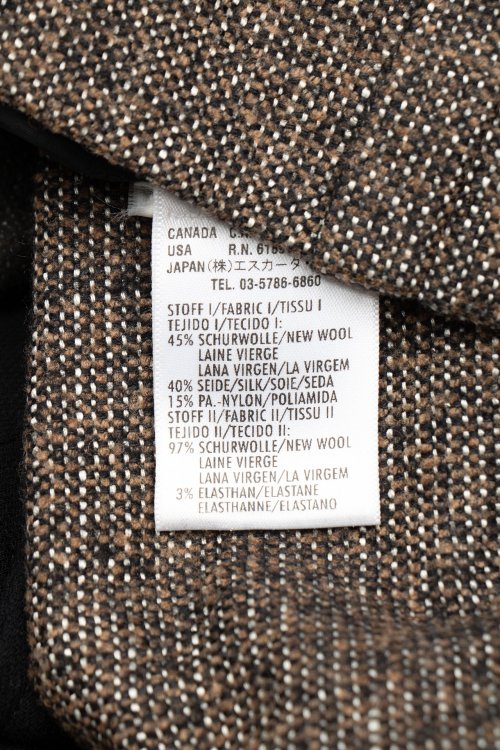 CANADA
USA R.N.
JAPAN (株)エスカーダ
TEL. 03-5786-6860
STOFF I/FABRIC I/TISSU I
TEJIDO I/TECIDO I:
45% SCHURWOLLE/NEW WOOL
LAINE VIERGE
LANA VIRGEN/LA VIRGEM
40% SEIDE/SILK/SOIE/SEDA
15% PA.-NYLON/POLIAMIDA
STOFF II/FABRIC II/TISSU II
TEJIDO II/TECIDO II:
97% SCHURWOLLE/NEW WOOL
LAINE VIERGE
LANA VIRGEN/LA VIRGEM
3% ELASTHAN/ELASTANE
ELASTHANNE/ELASTANO